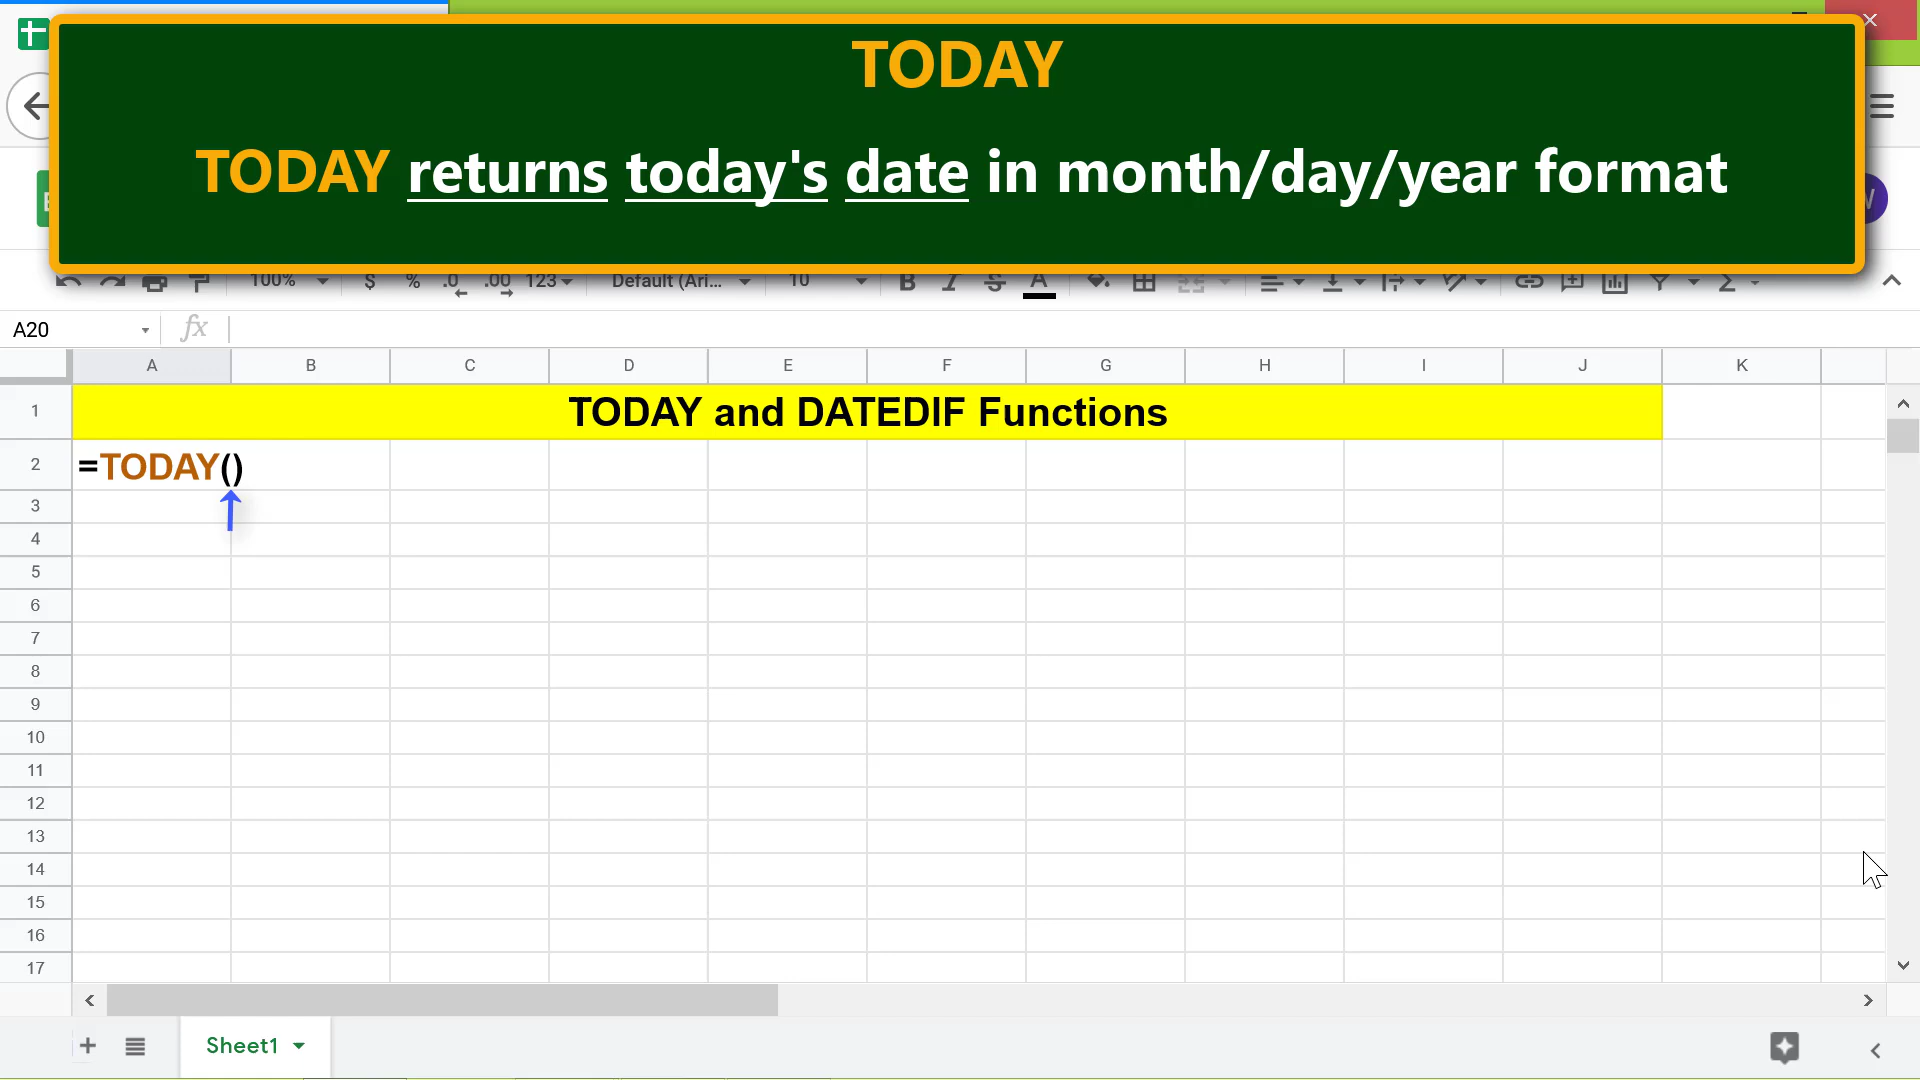 TODAY
TODAY returns today's date in month/day/year format
100% $ % .0 .00 123 Default (Ari... 10 B I S A
A20 fx
A B C D E F G H I J K
1 TODAY and DATEDIF Functions
2 =TODAY()
3
4
5
6
7
8
9
10
11
12
13
14
15
16
17
Sheet1